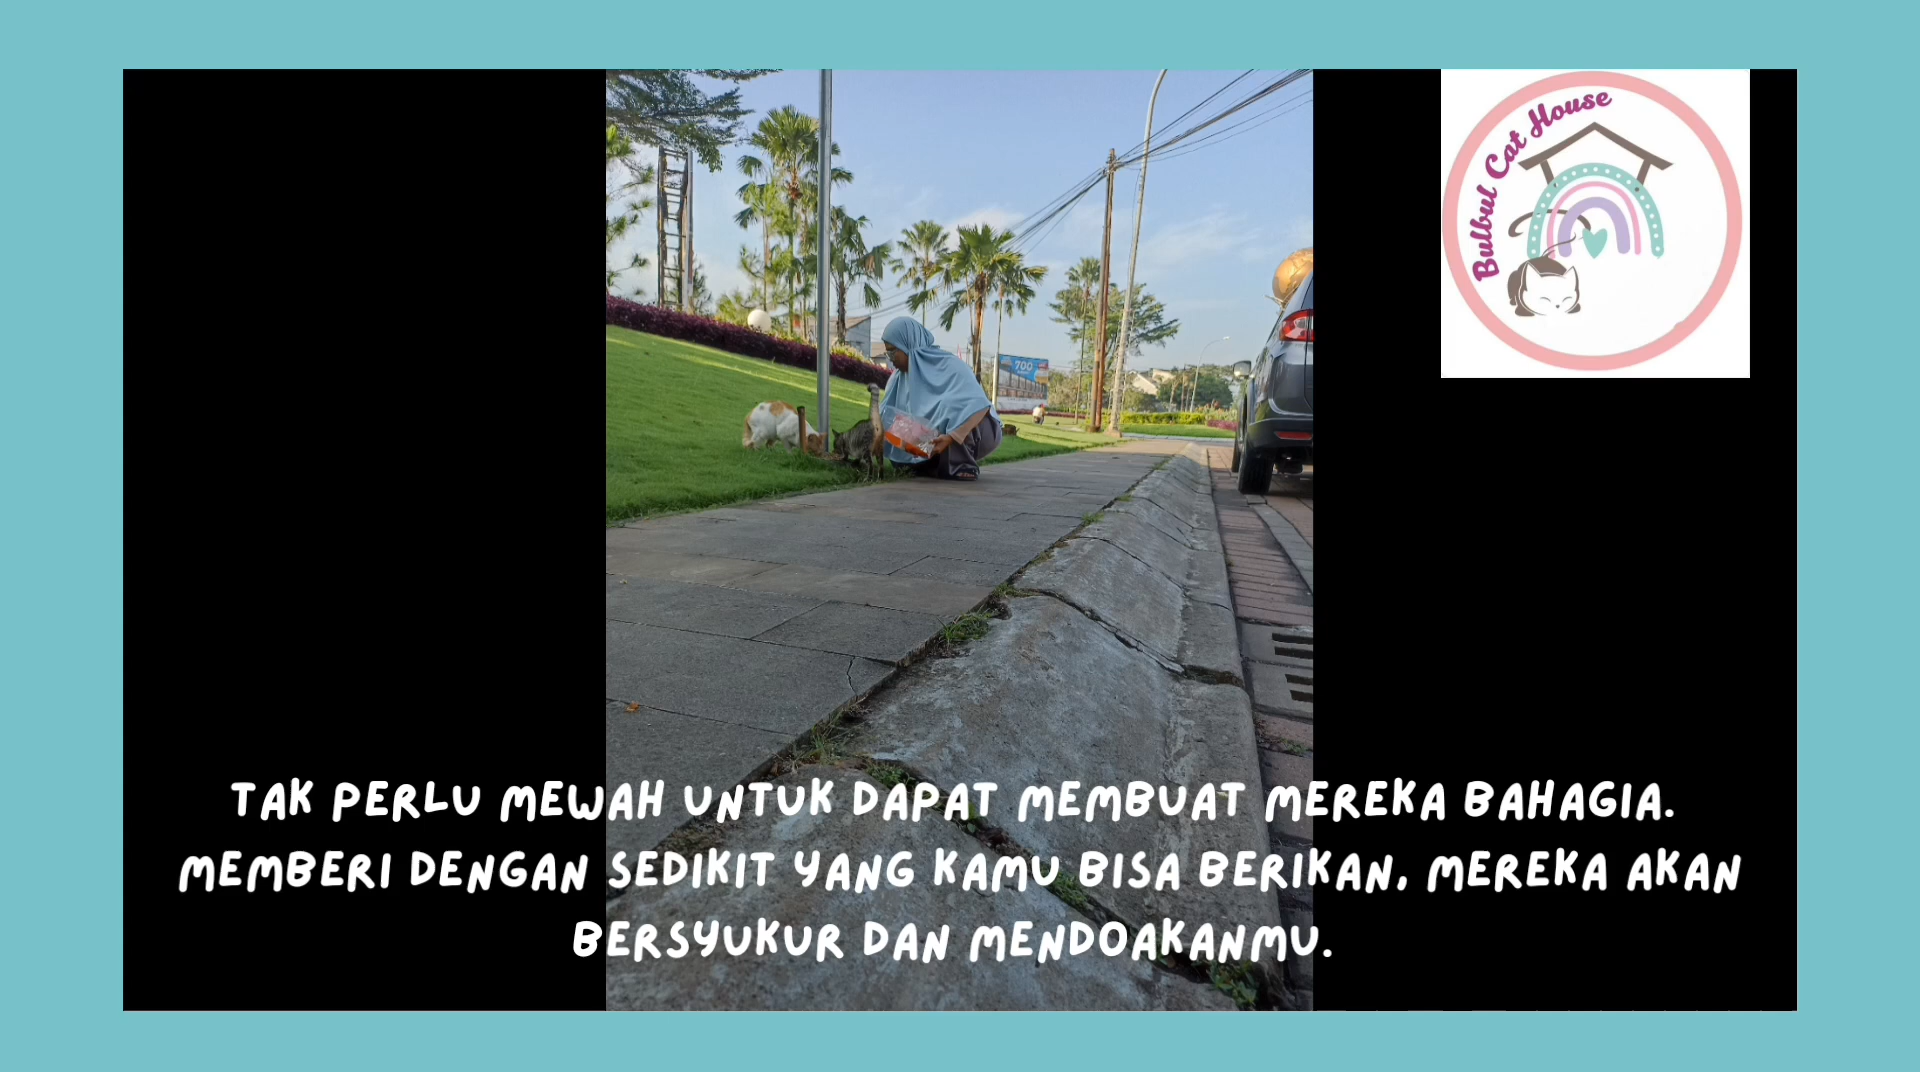 Bulbul Cat House
700
TAK PERLU MEWAH UNTUK DAPAT MEMBUAT MEREKA BAHAGIA.
MEMBERI DENGAN SEDIKIT YANG KAMU BISA BERIKAN, MEREKA AKAN
BERSYUKUR DAN MENDOAKANMU.